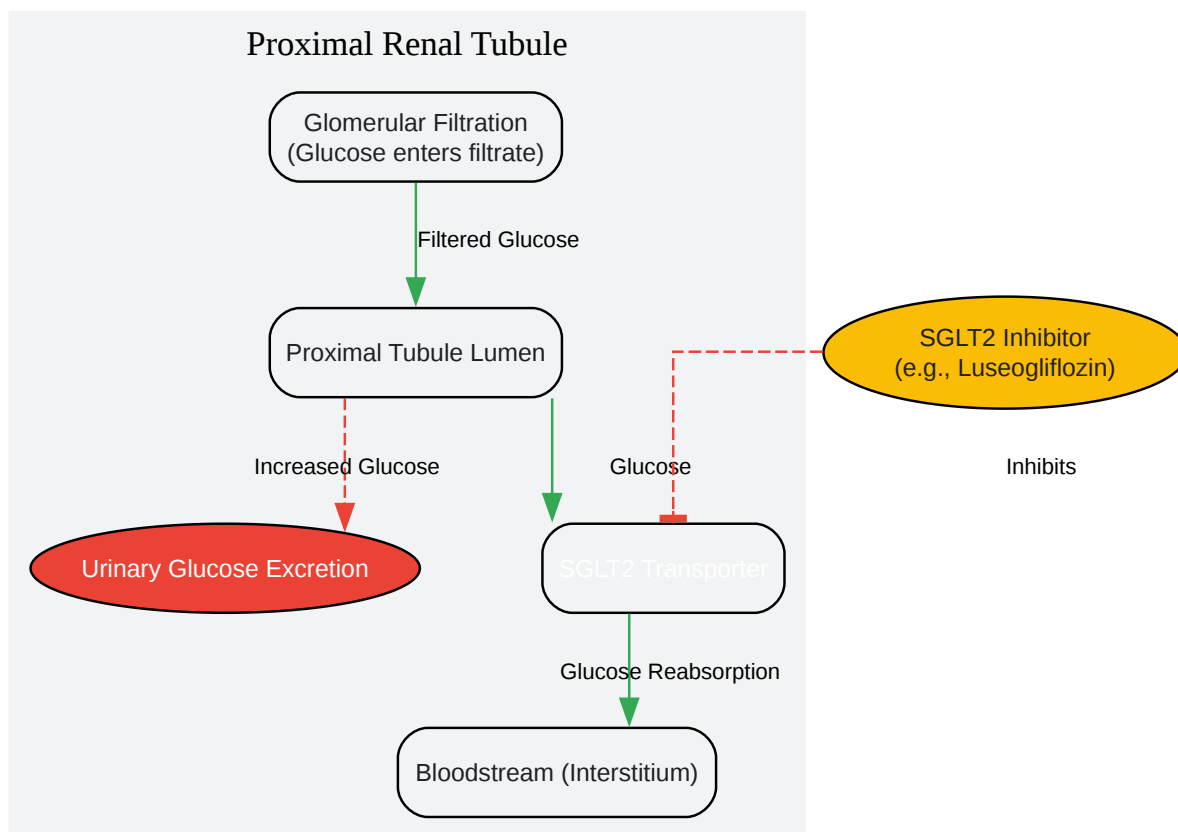 Proximal Renal Tubule
Glomerular Filtration
(Glucose enters filtrate)
Filtered Glucose
Proximal Tubule Lumen
SGLT2 Inhibitor
(e.g., Luseogliflozin)
Increased Glucose
Glucose
Inhibits
Urinary Glucose Excretion
SGLT2 Transporter
Glucose Reabsorption
Bloodstream (Interstitium)